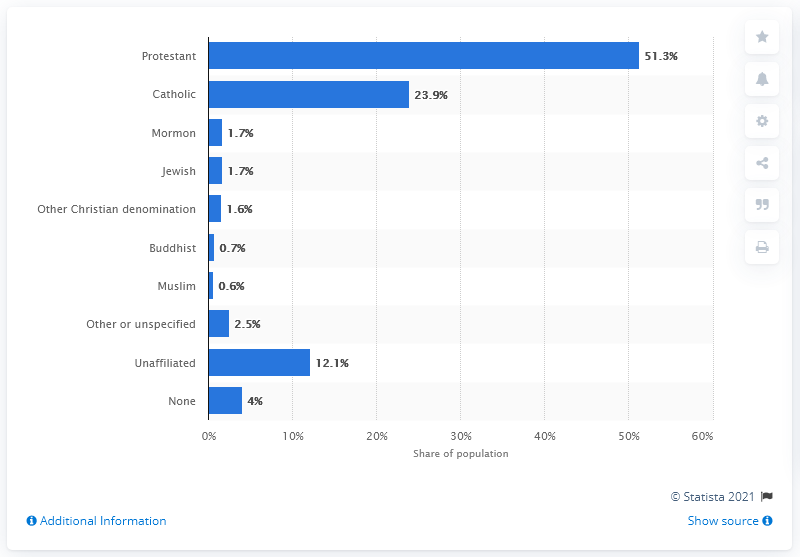 Protestant 51.3%
Catholic 23.9%
Mormon 1.7%
Jewish 1.7%
Other Christian denomination 1.6%
Buddhist 0.7%
Muslim 0.6%
Other or unspecified 2.5%
Unaffiliated 12.1%
None 4%
0% 10% 20% 30% 40% 50% 60%
Share of population
© Statista 2021
Additional Information Show source